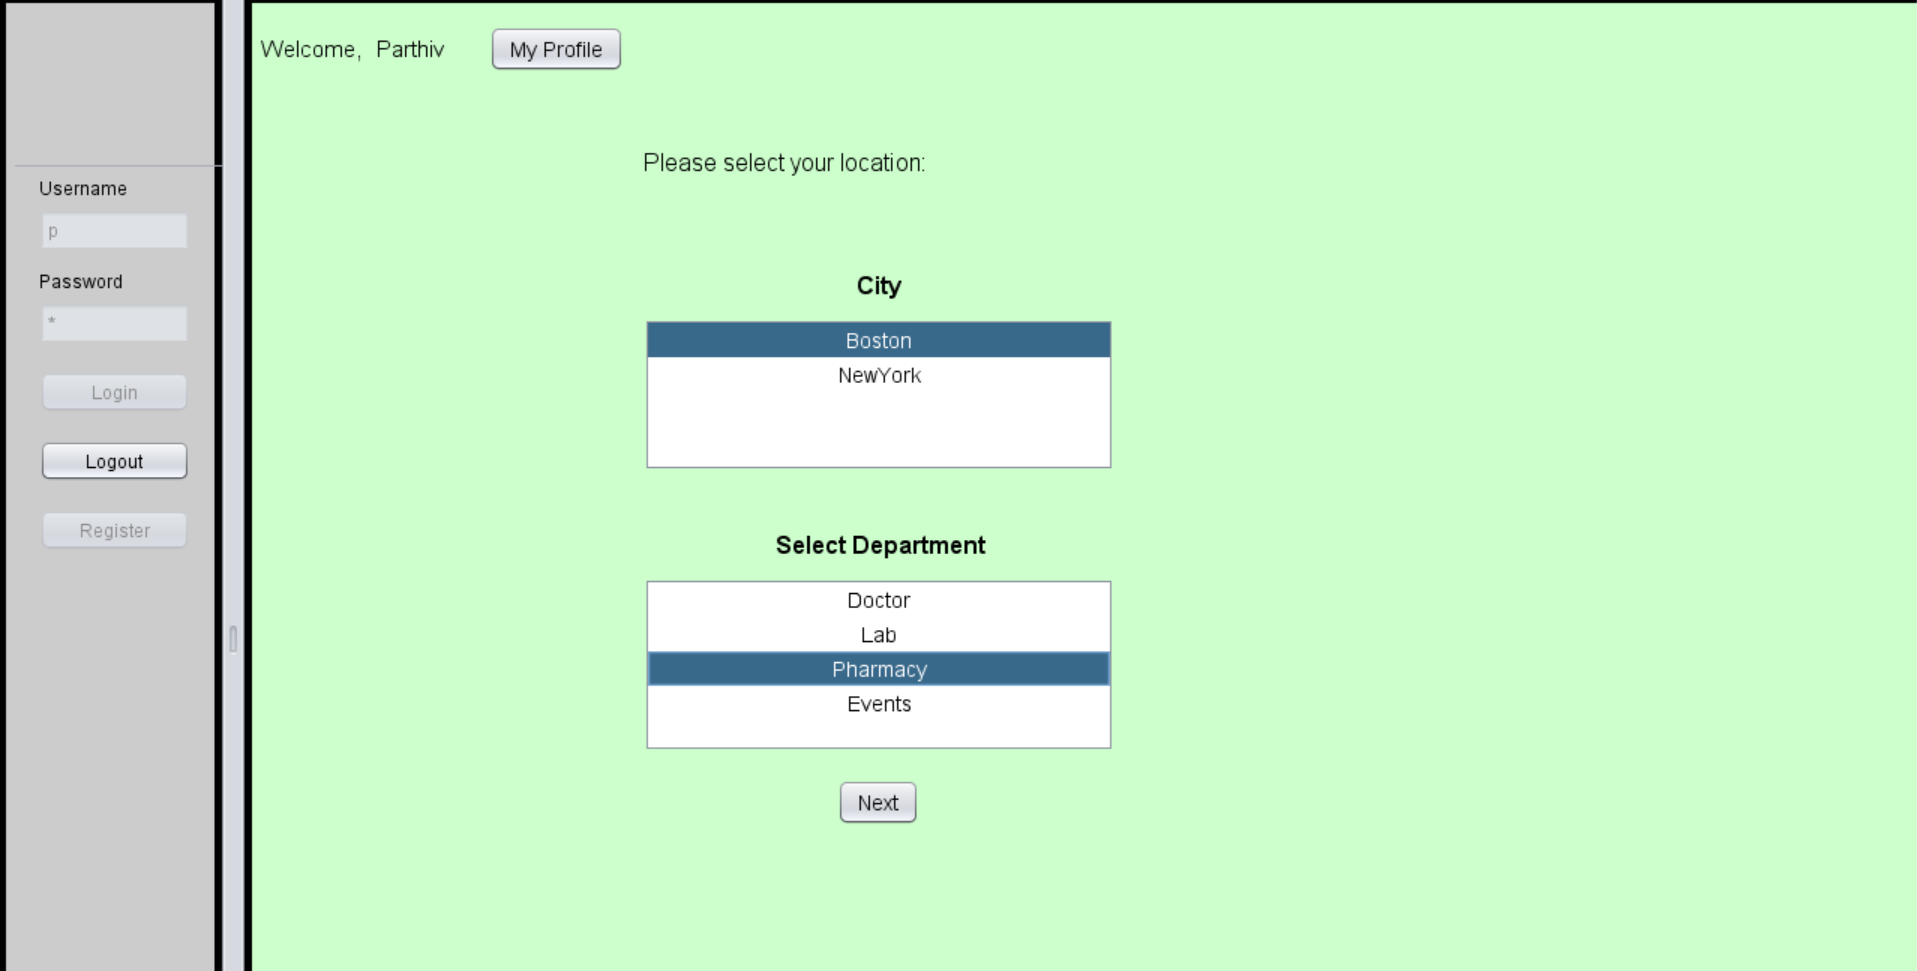 Welcome, Parthiv
My Profile
Username
p
Password
*
Login
Logout
Register
Please select your location:
City
Boston
NewYork
Select Department
Doctor
Lab
Pharmacy
Events
Next